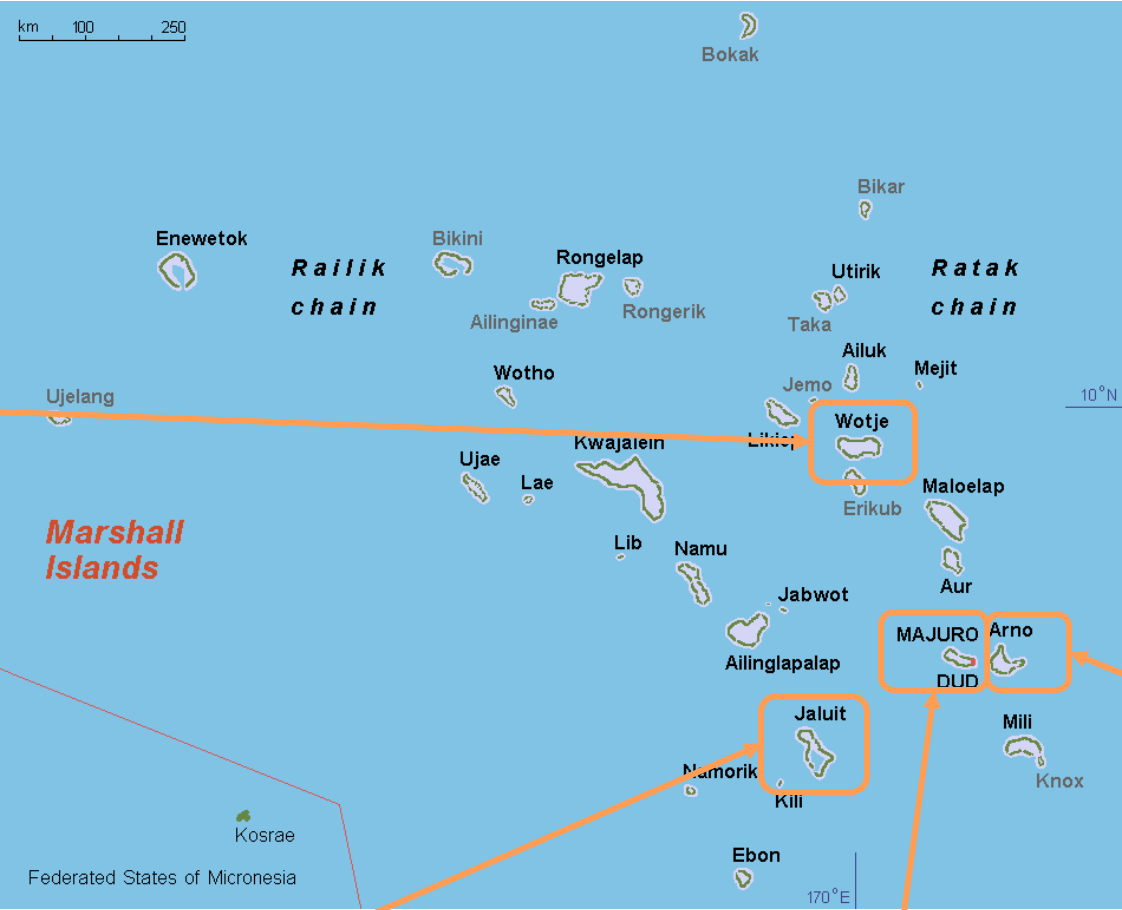 km 100 250
Bokak
Bikar
Enewetok
Bikini
Railik
chain
Rongelap
Utirik
Ratak
chain
Ailinginae
Rongerik
Taka
Ailuk
Mejit
Wotho
Jemo
Ujelang
10°N
Wotje
Likiep
Kwajalein
Ujae
Lae
Maloelap
Erikub
Marshall
Islands
Lib
Namu
Aur
Jabwot
MAJURO
Arno
Ailinglapalap
DUD
Jaluit
Mili
Namorik
Knox
Kili
Kosrae
Ebon
Federated States of Micronesia
170°E